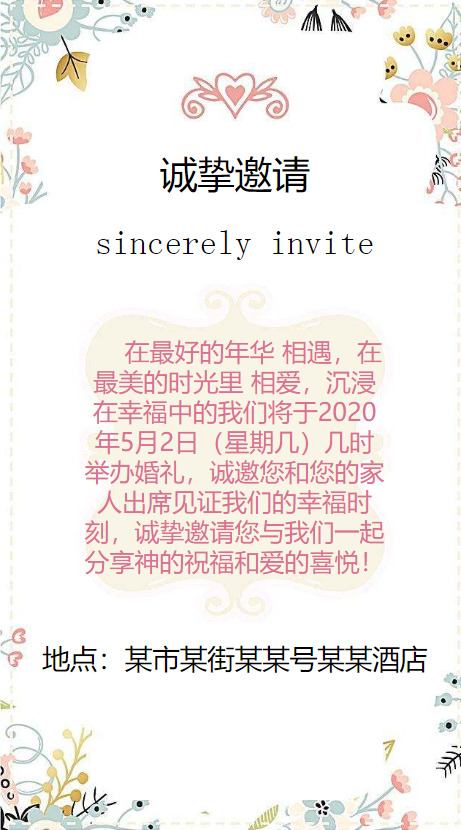 诚挚邀请
sincerely invite
在最好的年华 相遇，在
最美的时光里 相爱，沉浸
在幸福中的我们将于2020
年5月2日（星期几）几时
举办婚礼，诚邀您和您的家
人出席见证我们的幸福时
刻，诚挚邀请您与我们一起
分享神的祝福和爱的喜悦！
地点：某市某街某某号某某酒店